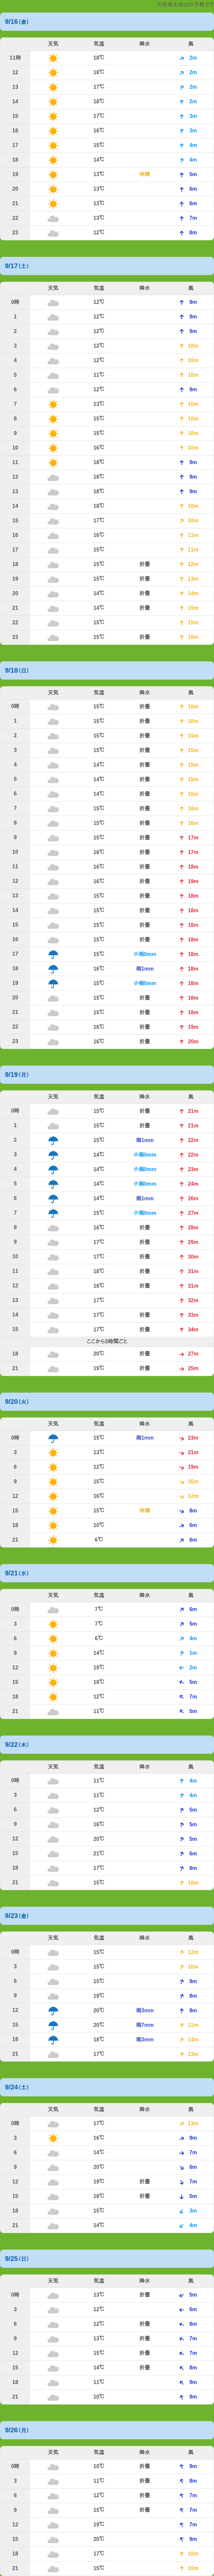 9/16(金)
天気 気温 降水 風
11時 18℃ 2m
12 18℃ 2m
13 17℃ 2m
14 18℃ 2m
15 17℃ 3m
16 16℃ 3m
17 15℃ 4m
18 14℃ 4m
19 13℃ 快晴 5m
20 13℃ 6m
21 13℃ 6m
22 13℃ 7m
23 12℃ 8m
9/17(土)
天気 気温 降水 風
0時 12℃ 9m
1 12℃ 9m
2 12℃ 9m
3 12℃ 10m
4 12℃ 10m
5 11℃ 10m
6 12℃ 9m
7 13℃ 10m
8 15℃ 10m
9 15℃ 10m
10 16℃ 10m
11 18℃ 9m
12 18℃ 9m
13 18℃ 9m
14 18℃ 10m
15 17℃ 10m
16 16℃ 11m
17 15℃ 11m
18 15℃ 折畳 12m
19 15℃ 折畳 13m
20 14℃ 折畳 14m
21 14℃ 折畳 15m
22 15℃ 15m
23 15℃ 折畳 16m
9/18(日)
天気 気温 降水 風
0時 15℃ 折畳 16m
1 15℃ 折畳 16m
2 15℃ 折畳 15m
3 15℃ 折畳 15m
4 15℃ 折畳 15m
5 14℃ 折畳 15m
6 14℃ 折畳 15m
7 15℃ 折畳 16m
8 15℃ 折畳 16m
9 15℃ 折畳 17m
10 16℃ 折畳 17m
11 16℃ 折畳 18m
12 16℃ 折畳 19m
13 15℃ 折畳 18m
14 15℃ 折畳 18m
15 15℃ 折畳 18m
16 15℃ 折畳 18m
17 15℃ 小雨0mm 18m
18 16℃ 雨1mm 18m
19 15℃ 小雨0mm 18m
20 15℃ 折畳 18m
21 15℃ 折畳 18m
22 16℃ 折畳 19m
23 16℃ 折畳 20m
9/19(月)
天気 気温 降水 風
0時 15℃ 折畳 21m
1 15℃ 折畳 21m
2 15℃ 雨1mm 22m
3 14℃ 小雨0mm 22m
4 14℃ 小雨0mm 23m
5 14℃ 小雨0mm 24m
6 14℃ 雨1mm 26m
7 15℃ 小雨0mm 27m
8 16℃ 折畳 28m
9 17℃ 折畳 29m
10 17℃ 折畳 30m
11 18℃ 折畳 31m
12 18℃ 折畳 31m
13 17℃ 折畳 32m
14 17℃ 折畳 33m
15 17℃ 折畳 34m
ここから3時間ごと
18 20℃ 折畳 27m
21 19℃ 折畳 25m
9/20(火)
天気 気温 降水 風
0時 15℃ 雨1mm 23m
3 13℃ 21m
6 12℃ 19m
9 15℃ 16m
12 16℃ 12m
15 15℃ 快晴 8m
18 10℃ 6m
21 6℃ 6m
9/21(水)
天気 気温 降水 風
0時 7℃ 6m
3 7℃ 5m
6 6℃ 4m
9 14℃ 1m
12 19℃ 2m
15 18℃ 5m
18 12℃ 7m
21 11℃ 5m
9/22(木)
天気 気温 降水 風
0時 11℃ 4m
3 11℃ 4m
6 12℃ 5m
9 16℃ 5m
12 20℃ 5m
15 21℃ 6m
18 17℃ 8m
21 15℃ 10m
9/23(金)
天気 気温 降水 風
0時 15℃ 12m
3 15℃ 10m
6 15℃ 9m
9 19℃ 8m
12 20℃ 雨3mm 8m
15 20℃ 雨7mm 11m
18 18℃ 雨3mm 14m
21 17℃ 13m
9/24(土)
天気 気温 降水 風
0時 17℃ 12m
3 16℃ 9m
6 14℃ 7m
9 20℃ 6m
12 19℃ 折畳 7m
15 18℃ 折畳 5m
18 15℃ 3m
21 14℃ 4m
9/25(日)
天気 気温 降水 風
0時 13℃ 折畳 5m
3 12℃ 6m
6 12℃ 折畳 8m
9 13℃ 折畳 7m
12 15℃ 折畳 7m
15 14℃ 折畳 8m
18 11℃ 9m
21 10℃ 9m
9/26(月)
天気 気温 降水 風
0時 10℃ 折畳 9m
3 11℃ 折畳 8m
6 12℃ 折畳 7m
9 15℃ 折畳 7m
12 19℃ 7m
15 20℃ 9m
18 17℃ 10m
21 15℃ 10m